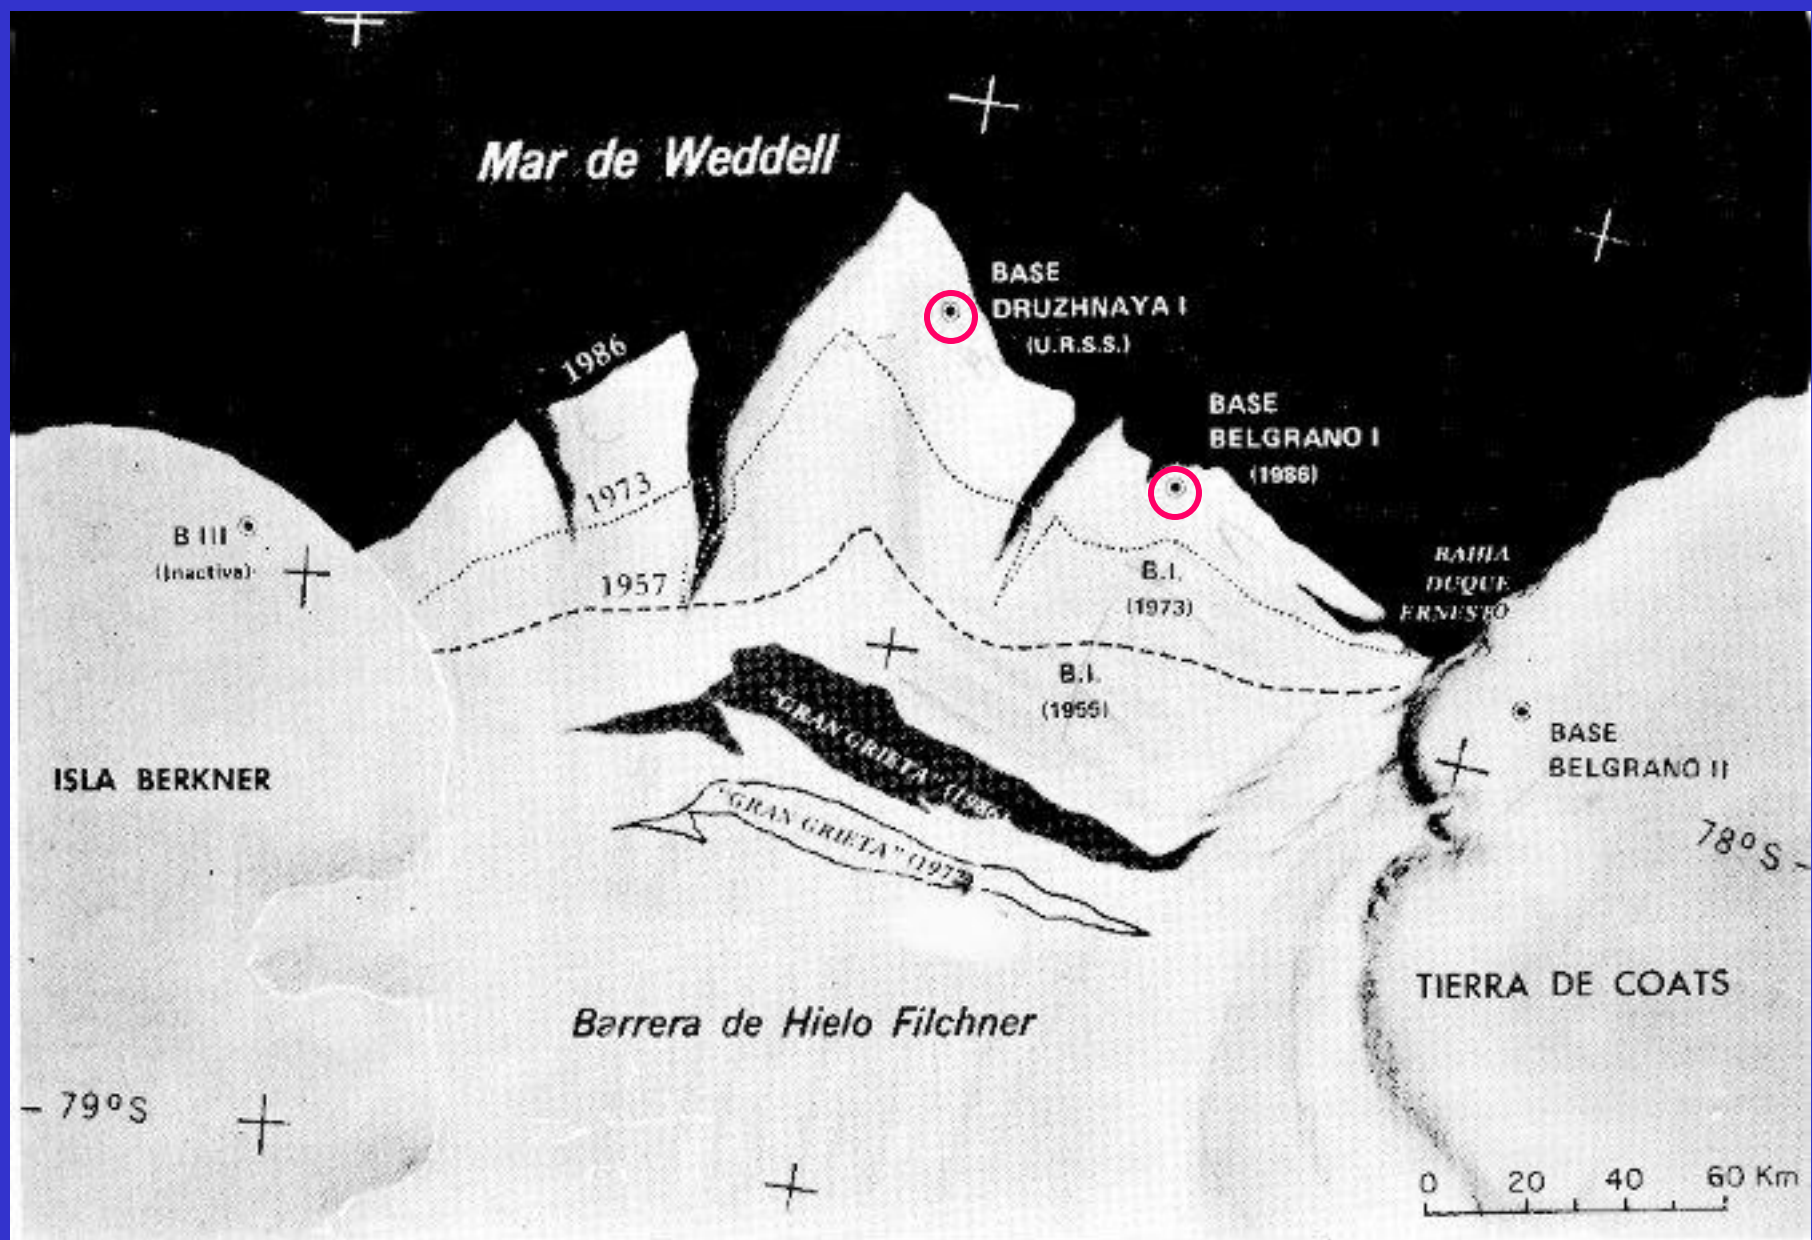 Mar de Weddell
BASE
DRUZHNAYA I
(U.R.S.S.)
1986
BASE
BELGRANO I
(1986)
1973
B III
(Inactiva)
1957
BAHIA
DUQUE
ERNESTO
B.I.
(1973)
B.I.
(1955)
"GRAN GRIETA"
"GRAN GRIETA"
BASE
BELGRANO II
ISLA BERKNER
78º S
TIERRA DE COATS
Barrera de Hielo Filchner
79º S
0 20 40 60 Km